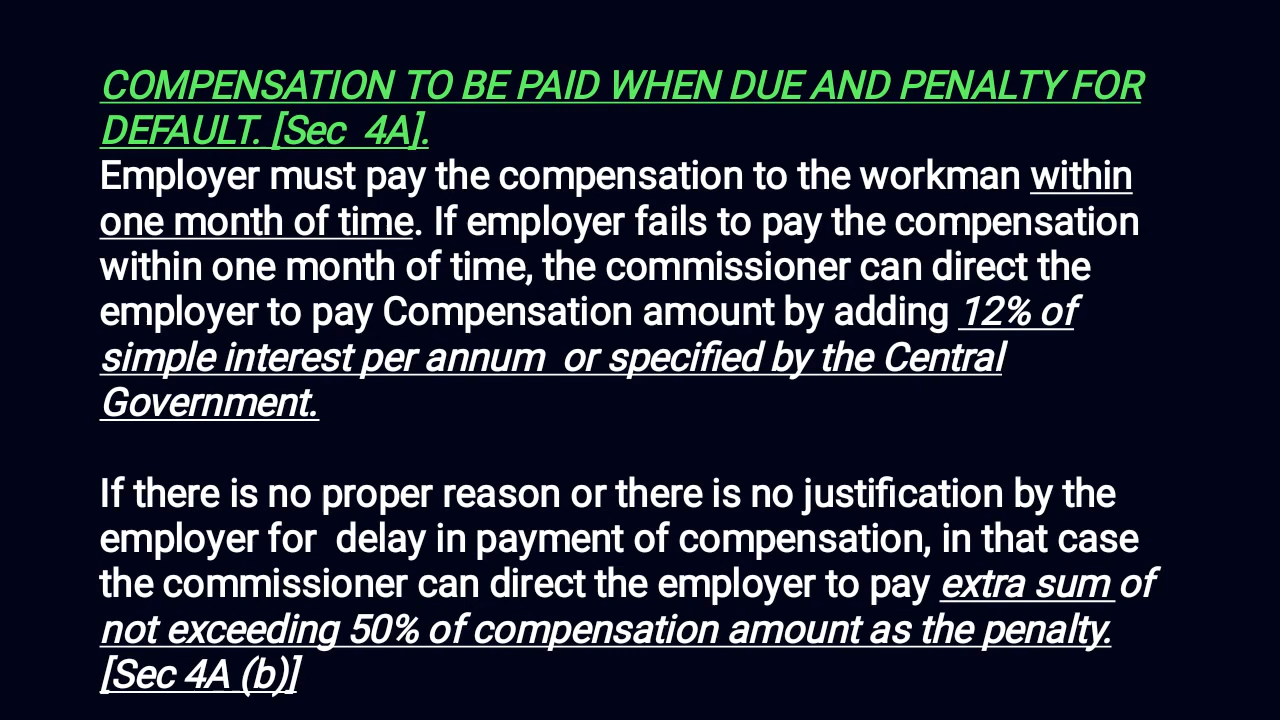 COMPENSATION TO BE PAID WHEN DUE AND PENALTY FOR
DEFAULT. [Sec  4A].
Employer must pay the compensation to the workman within
one month of time. If employer fails to pay the compensation
within one month of time, the commissioner can direct the
employer to pay Compensation amount by adding 12% of
simple interest per annum  or specified by the Central
Government.
If there is no proper reason or there is no justification by the
employer for  delay in payment of compensation, in that case
the commissioner can direct the employer to pay extra sum of
not exceeding 50% of compensation amount as the penalty.
[Sec 4A (b)]